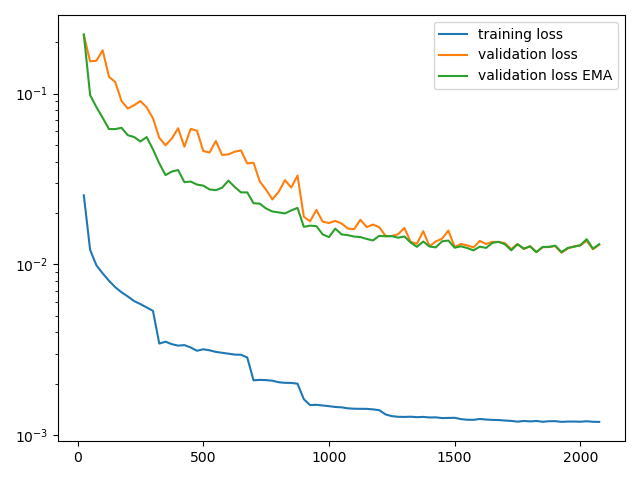 training loss
validation loss
validation loss EMA
10⁻¹
10⁻²
10⁻³
0 500 1000 1500 2000